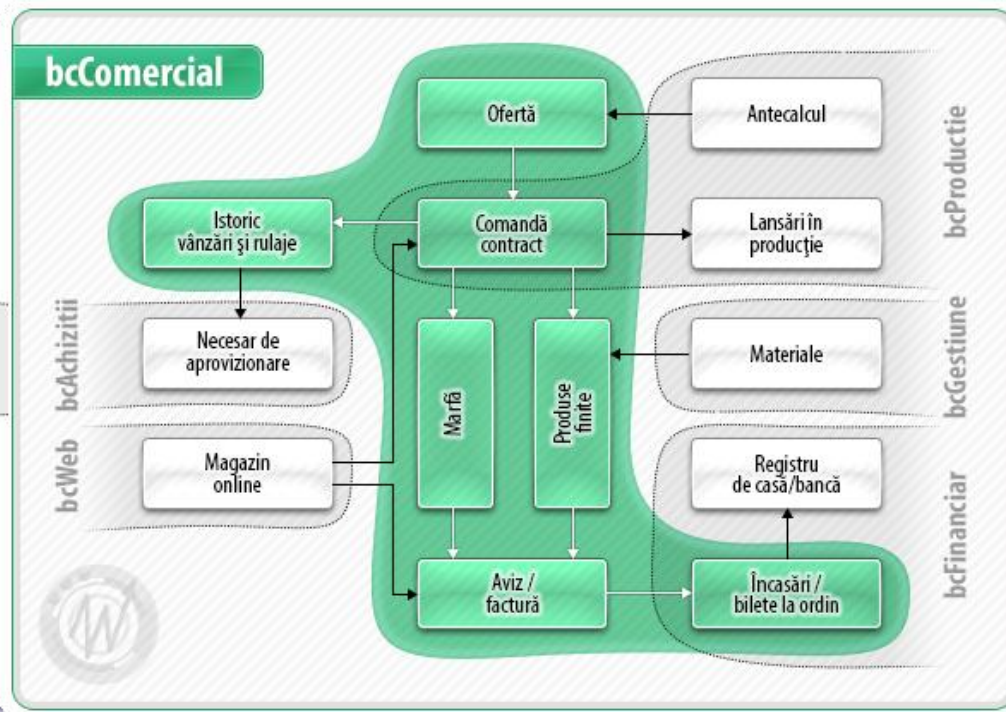 bcComercial
Ofertă
Antecalcul
bcProductie
Istoric
vânzări şi rulaje
Comandă
contract
Lansări în
producţie
bcAchizitii
Necesar de
aprovizionare
Marfă
Produse
finite
Materiale
bcGestiune
bcWeb
Magazin
online
Registru
de casă/bancă
bcFinanciar
Aviz /
factură
Încasări /
bilete la ordin